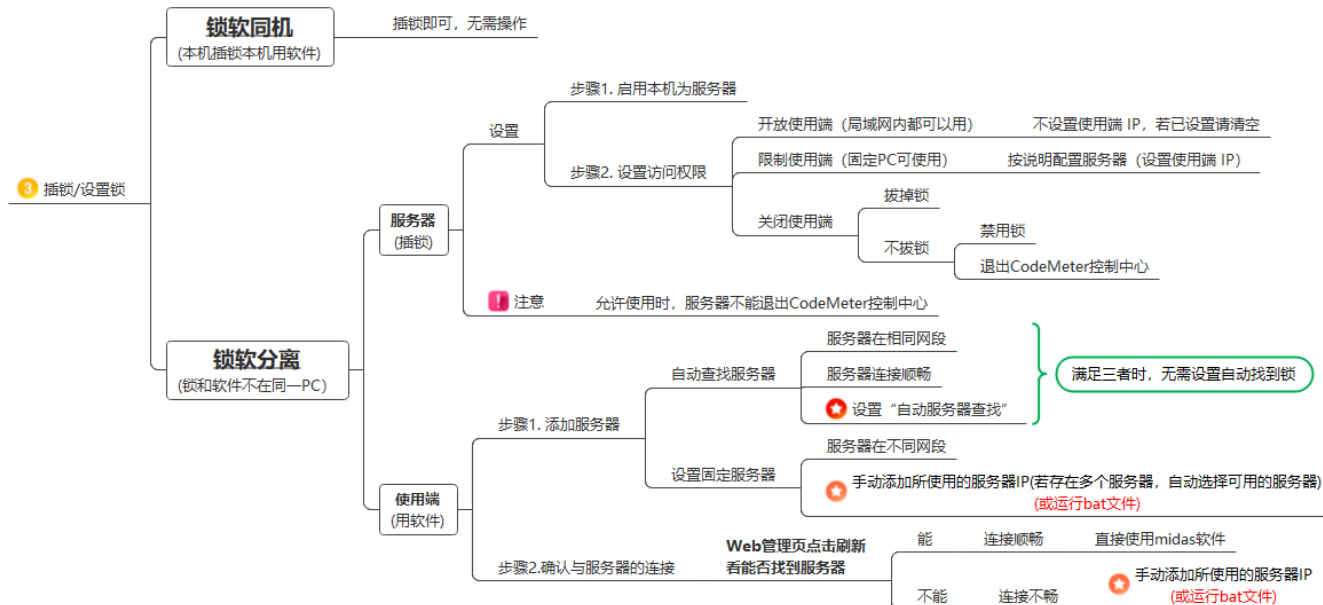 3 插锁/设置锁
锁软同机
(本机插锁本机用软件)
插锁即可，无需操作
锁软分离
(锁和软件不在同一PC)
服务器
(插锁)
设置
步骤1. 启用本机为服务器
步骤2. 设置访问权限
开放使用端（局域网内都可以用）
不设置使用端 IP，若已设置请清空
限制使用端（固定PC可使用）
按说明配置服务器（设置使用端 IP）
关闭使用端
拔掉锁
不拔锁
禁用锁
退出CodeMeter控制中心
! 注意
允许使用时，服务器不能退出CodeMeter控制中心
使用端
(用软件)
步骤1. 添加服务器
自动查找服务器
服务器在相同网段
服务器连接顺畅
设置“自动服务器查找”
满足三者时，无需设置自动找到锁
设置固定服务器
服务器在不同网段
手动添加所使用的服务器IP(若存在多个服务器，自动选择可用的服务器)
(或运行bat文件)
步骤2.确认与服务器的连接
Web管理页点击刷新
看能否找到服务器
能
连接顺畅
直接使用midas软件
不能
连接不畅
手动添加所使用的服务器IP
(或运行bat文件)